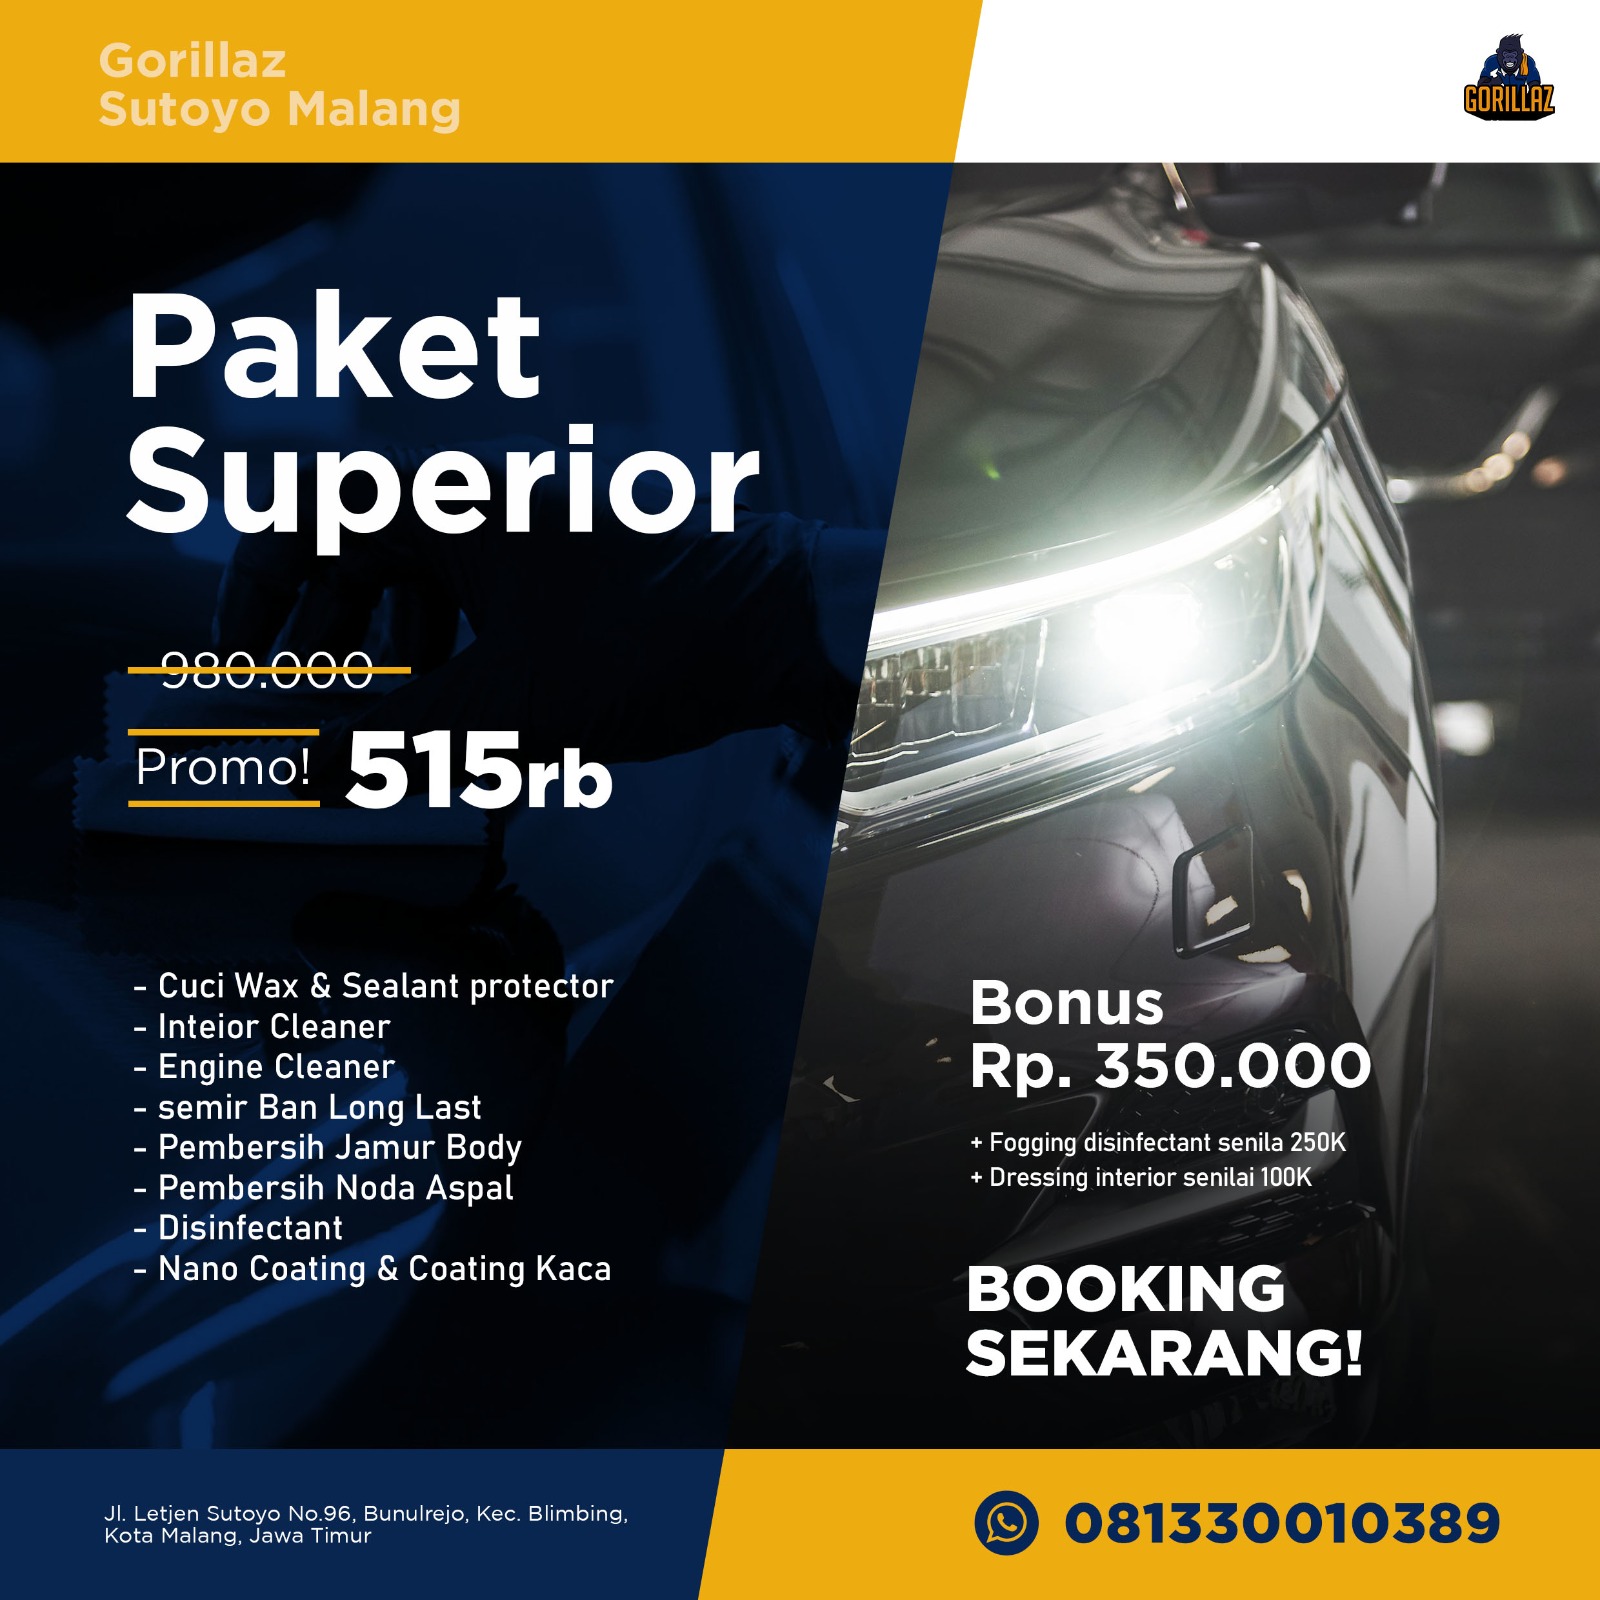 Gorillaz
Sutoyo Malang
GORILLAZ
Paket
Superior
980.000
Promo! 515rb
- Cuci Wax & Sealant protector
- Inteior Cleaner
- Engine Cleaner
- semir Ban Long Last
- Pembersih Jamur Body
- Pembersih Noda Aspal
- Disinfectant
- Nano Coating & Coating Kaca
Bonus
Rp. 350.000
+ Fogging disinfectant senila 250K
+ Dressing interior senilai 100K
BOOKING
SEKARANG!
Jl. Letjen Sutoyo No.96, Bunulrejo, Kec. Blimbing,
Kota Malang, Jawa Timur
081330010389